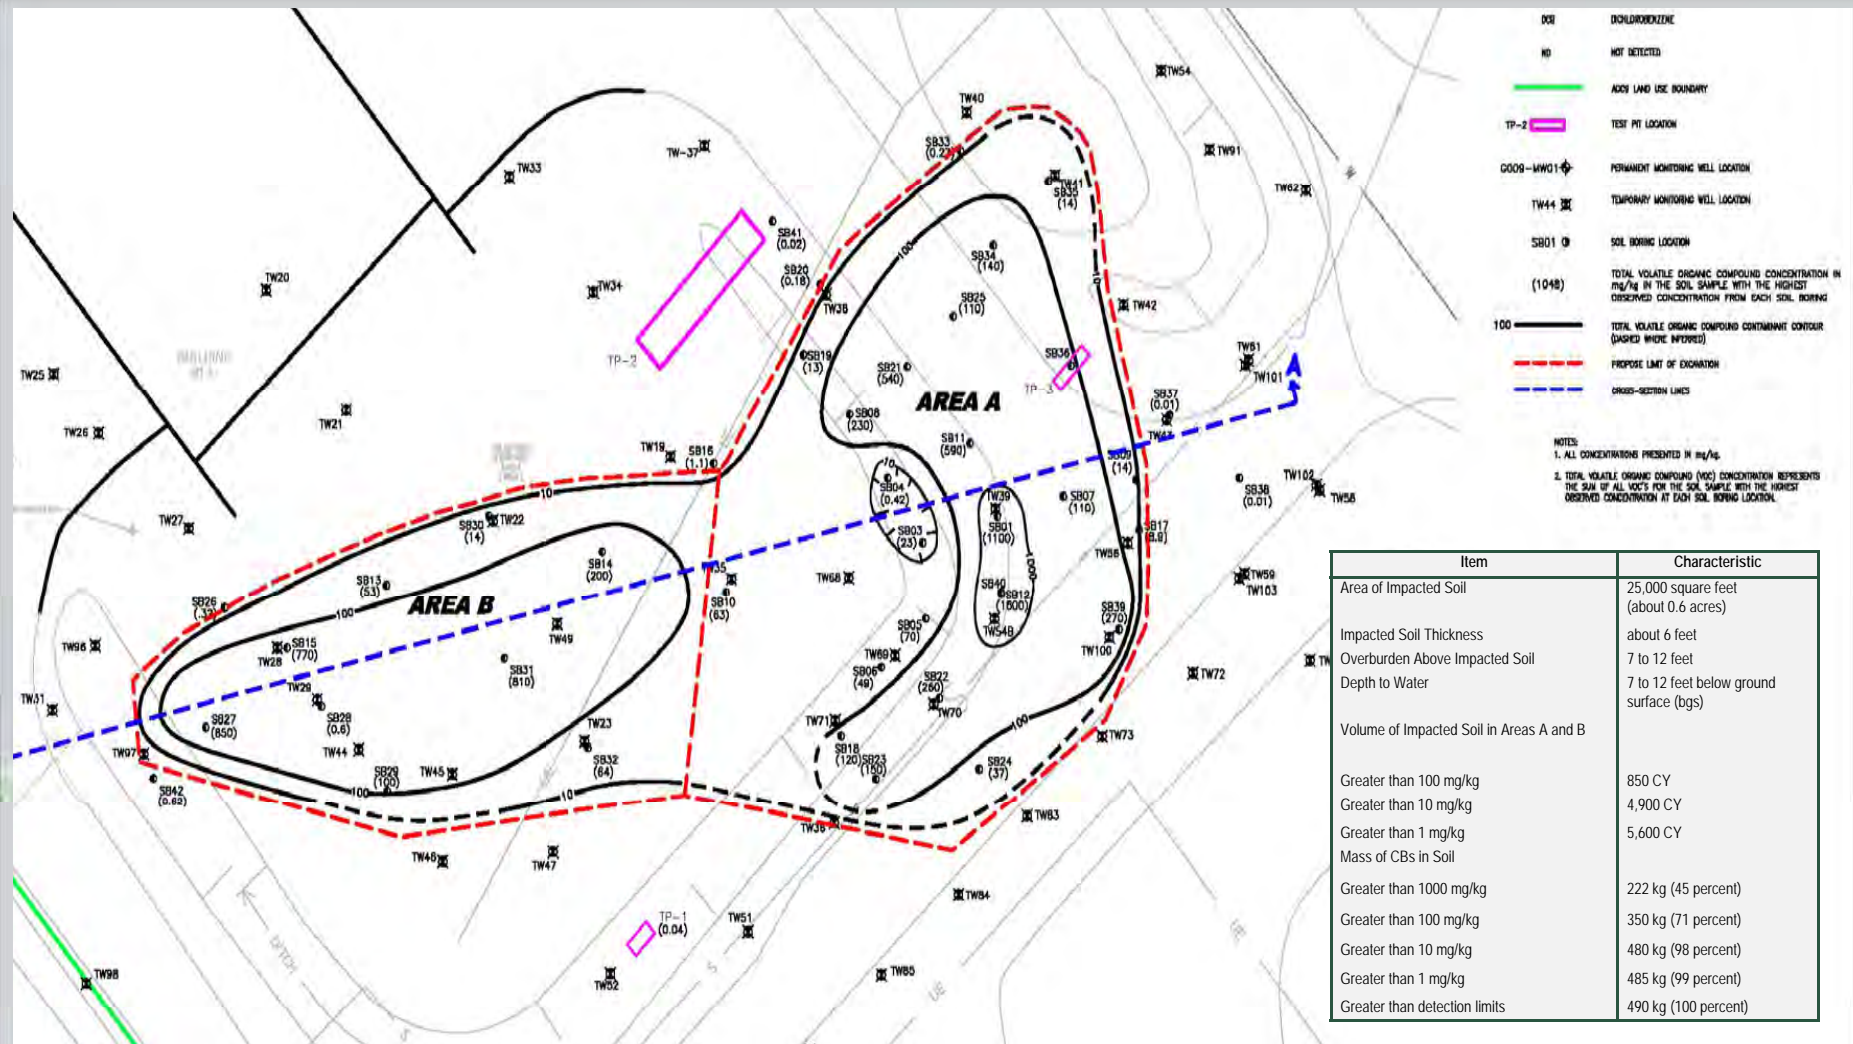 DCB DICHLOROBENZENE
ND NOT DETECTED
AOC9 LAND USE BOUNDARY
TP-2 TEST PIT LOCATION
G009-MW01 PERMANENT MONITORING WELL LOCATION
TW44 TEMPORARY MONITORING WELL LOCATION
SB01 SOIL BORING LOCATION
(1048) TOTAL VOLATILE ORGANIC COMPOUND CONCENTRATION IN
mg/kg IN THE SOIL SAMPLE WITH THE HIGHEST
OBSERVED CONCENTRATION FROM EACH SOIL BORING
100 TOTAL VOLATILE ORGANIC COMPOUND CONTAMINANT CONTOUR
(DASHED WHERE INFERRED)
PROPOSE LIMIT OF EXCAVATION
CROSS-SECTION LINES
NOTES:
1. ALL CONCENTRATIONS PRESENTED IN mg/kg.
2. TOTAL VOLATILE ORGANIC COMPOUND (VOC) CONCENTRATION REPRESENTS
THE SUM OF ALL VOC'S FOR THE SOIL SAMPLE WITH THE HIGHEST
OBSERVED CONCENTRATION AT EACH SOIL BORING LOCATION.
TW54
TW40
SB33
TW-37
TW91
TW33
TW41
SB35
(14)
TW62
W
SB41
(0.02)
100
SB34
(140)
SB20
(0.18)
10
TW20
TW34
TW38
SB25
(110)
TW42
TP-2
SB19
(13)
SB21
(540)
SB36
TP-3
TW61
TW101
A
TW25
AREA A
SB37
(0.01)
TW21
SB08
(230)
TW26
SB11
(590)
TW19
SB16
(1.1)
10
SB09
(14)
SB04
(0.42)
TW39
SB01
(1100)
SB07
(110)
SB38
(0.01)
TW102
TW58
10
SB30
(14)
TW22
TW27
SB03
(23)
SB17
1000
SB14
(200)
TW68
SB13
(53)
SB10
(63)
SB40
SB12
(1600)
TW59
TW103
AREA B
SB26
100
SB05
(70)
SB39
(270)
TW100
TW49
TW54B
TW96
SB15
(770)
TW28
SB31
(810)
TW69
SB06
(49)
SB22
(260)
TW70
TW72
TW29
SB28
(0.6)
TW31
SB27
(850)
TW23
TW71
100
TW73
TW97
TW44
SB32
(64)
SB18
(120)
SB23
(150)
SB24
(37)
SB29
(100)
TW45
SB42
(0.62)
100
10
TW36
TW83
TW46
TW47
TW84
TP-1
(0.04)
TW51
DITCH
S
TW98
TW52
TW85
UE
UE
S
Item Characteristic
Area of Impacted Soil 25,000 square feet
(about 0.6 acres)
Impacted Soil Thickness about 6 feet
Overburden Above Impacted Soil 7 to 12 feet
Depth to Water 7 to 12 feet below ground
surface (bgs)
Volume of Impacted Soil in Areas A and B
Greater than 100 mg/kg 850 CY
Greater than 10 mg/kg 4,900 CY
Greater than 1 mg/kg 5,600 CY
Mass of CBs in Soil
Greater than 1000 mg/kg 222 kg (45 percent)
Greater than 100 mg/kg 350 kg (71 percent)
Greater than 10 mg/kg 480 kg (98 percent)
Greater than 1 mg/kg 485 kg (99 percent)
Greater than detection limits 490 kg (100 percent)